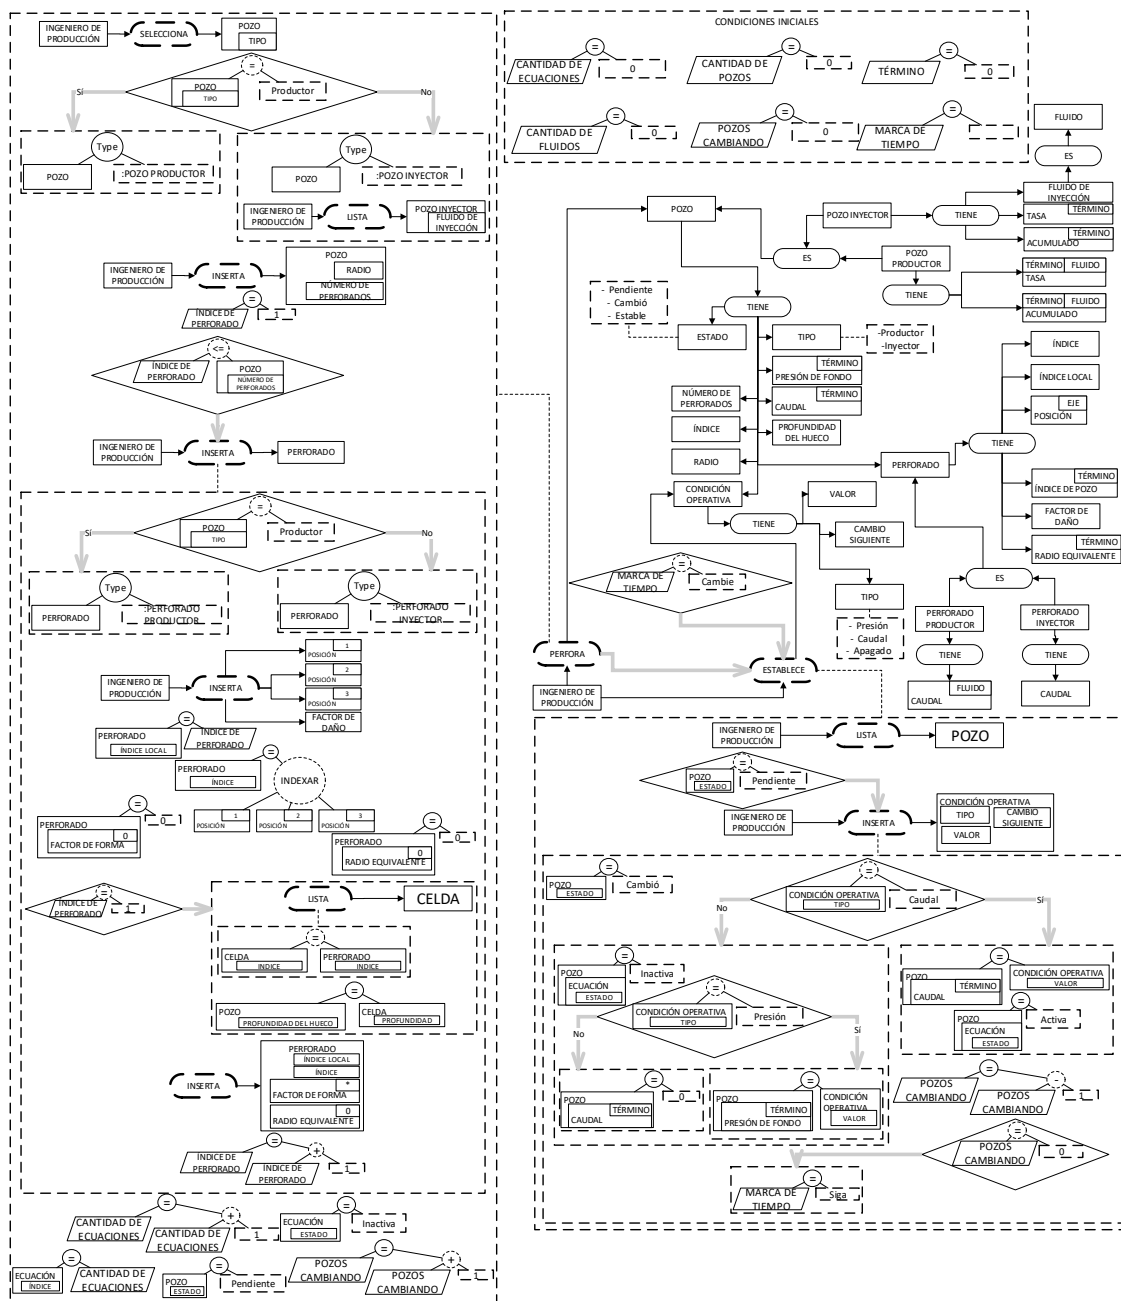 INGENIERO DE
PRODUCCIÓN
SELECCIONA
POZO
TIPO
=
POZO
TIPO
Productor
Sí
No
Type
POZO
:POZO PRODUCTOR
Type
POZO
:POZO INYECTOR
INGENIERO DE
PRODUCCIÓN
LISTA
POZO INYECTOR
FLUIDO DE
INYECCIÓN
INGENIERO DE
PRODUCCIÓN
INSERTA
POZO
RADIO
NÚMERO DE
PERFORADOS
=
ÍNDICE DE
PERFORADO
1
<=
ÍNDICE DE
PERFORADO
POZO
NÚMERO DE
PERFORADOS
INGENIERO DE
PRODUCCIÓN
INSERTA
PERFORADO
=
POZO
TIPO
Productor
Sí
No
Type
PERFORADO
:PERFORADO
PRODUCTOR
Type
PERFORADO
:PERFORADO
INYECTOR
INGENIERO DE
PRODUCCIÓN
INSERTA
1
POSICIÓN
2
POSICIÓN
3
POSICIÓN
FACTOR DE
DAÑO
=
PERFORADO
ÍNDICE LOCAL
ÍNDICE DE
PERFORADO
=
PERFORADO
ÍNDICE
INDEXAR
1
POSICIÓN
2
POSICIÓN
3
POSICIÓN
=
PERFORADO
0
FACTOR DE FORMA
0
=
PERFORADO
0
RADIO EQUIVALENTE
0
=
ÍNDICE DE
PERFORADO
1
LISTA
CELDA
=
CELDA
ÍNDICE
PERFORADO
ÍNDICE
=
POZO
PROFUNDIDAD DEL HUECO
CELDA
PROFUNDIDAD
INSERTA
PERFORADO
ÍNDICE LOCAL
ÍNDICE
*
FACTOR DE FORMA
0
RADIO EQUIVALENTE
=
ÍNDICE DE
PERFORADO
+
ÍNDICE DE
PERFORADO
1
=
CANTIDAD DE
ECUACIONES
+
CANTIDAD DE
ECUACIONES
1
=
ECUACIÓN
ESTADO
Inactiva
=
ECUACIÓN
ÍNDICE
CANTIDAD DE
ECUACIONES
=
POZO
ESTADO
Pendiente
=
POZOS
CAMBIANDO
+
POZOS
CAMBIANDO
1
CONDICIONES INICIALES
=
CANTIDAD DE
ECUACIONES
0
=
CANTIDAD DE
POZOS
0
=
TÉRMINO
0
=
CANTIDAD DE
FLUIDOS
0
=
POZOS
CAMBIANDO
0
=
MARCA DE
TIEMPO
FLUIDO
ES
POZO
POZO INYECTOR
TIENE
FLUIDO DE
INYECCIÓN
TÉRMINO
TASA
TÉRMINO
ACUMULADO
ES
POZO
PRODUCTOR
TIENE
TÉRMINO FLUIDO
TASA
TÉRMINO FLUIDO
ACUMULADO
- Pendiente
- Cambió
- Estable
TIENE
ESTADO
TIPO
-Productor
-Inyector
TÉRMINO
PRESIÓN DE FONDO
NÚMERO DE
PERFORADOS
TÉRMINO
CAUDAL
ÍNDICE
PROFUNDIDAD
DEL HUECO
RADIO
PERFORADO
TIENE
ÍNDICE
ÍNDICE LOCAL
EJE
POSICIÓN
TÉRMINO
ÍNDICE DE POZO
FACTOR DE
DAÑO
TÉRMINO
RADIO EQUIVALENTE
CONDICIÓN
OPERATIVA
TIENE
VALOR
CAMBIO
SIGUIENTE
TIPO
- Presión
- Caudal
- Apagado
=
MARCA DE
TIEMPO
Cambie
ES
PERFORADO
PRODUCTOR
TIENE
FLUIDO
CAUDAL
PERFORADO
INYECTOR
TIENE
CAUDAL
PERFORA
ESTABLECE
INGENIERO DE
PRODUCCIÓN
INGENIERO DE
PRODUCCIÓN
LISTA
POZO
=
POZO
ESTADO
Pendiente
INGENIERO DE
PRODUCCIÓN
INSERTA
CONDICIÓN OPERATIVA
TIPO
CAMBIO
SIGUIENTE
VALOR
=
POZO
ESTADO
Cambió
=
CONDICIÓN OPERATIVA
TIPO
Caudal
No
Sí
=
POZO
ECUACIÓN
ESTADO
Inactiva
=
CONDICIÓN OPERATIVA
TIPO
Presión
No
Sí
=
POZO
TÉRMINO
CAUDAL
CONDICIÓN OPERATIVA
VALOR
=
POZO
ECUACIÓN
ESTADO
Activa
=
POZO
TÉRMINO
CAUDAL
0
=
POZO
TÉRMINO
PRESIÓN DE FONDO
CONDICIÓN
OPERATIVA
VALOR
=
POZOS
CAMBIANDO
-
POZOS
CAMBIANDO
1
=
POZOS
CAMBIANDO
0
=
MARCA DE
TIEMPO
Siga